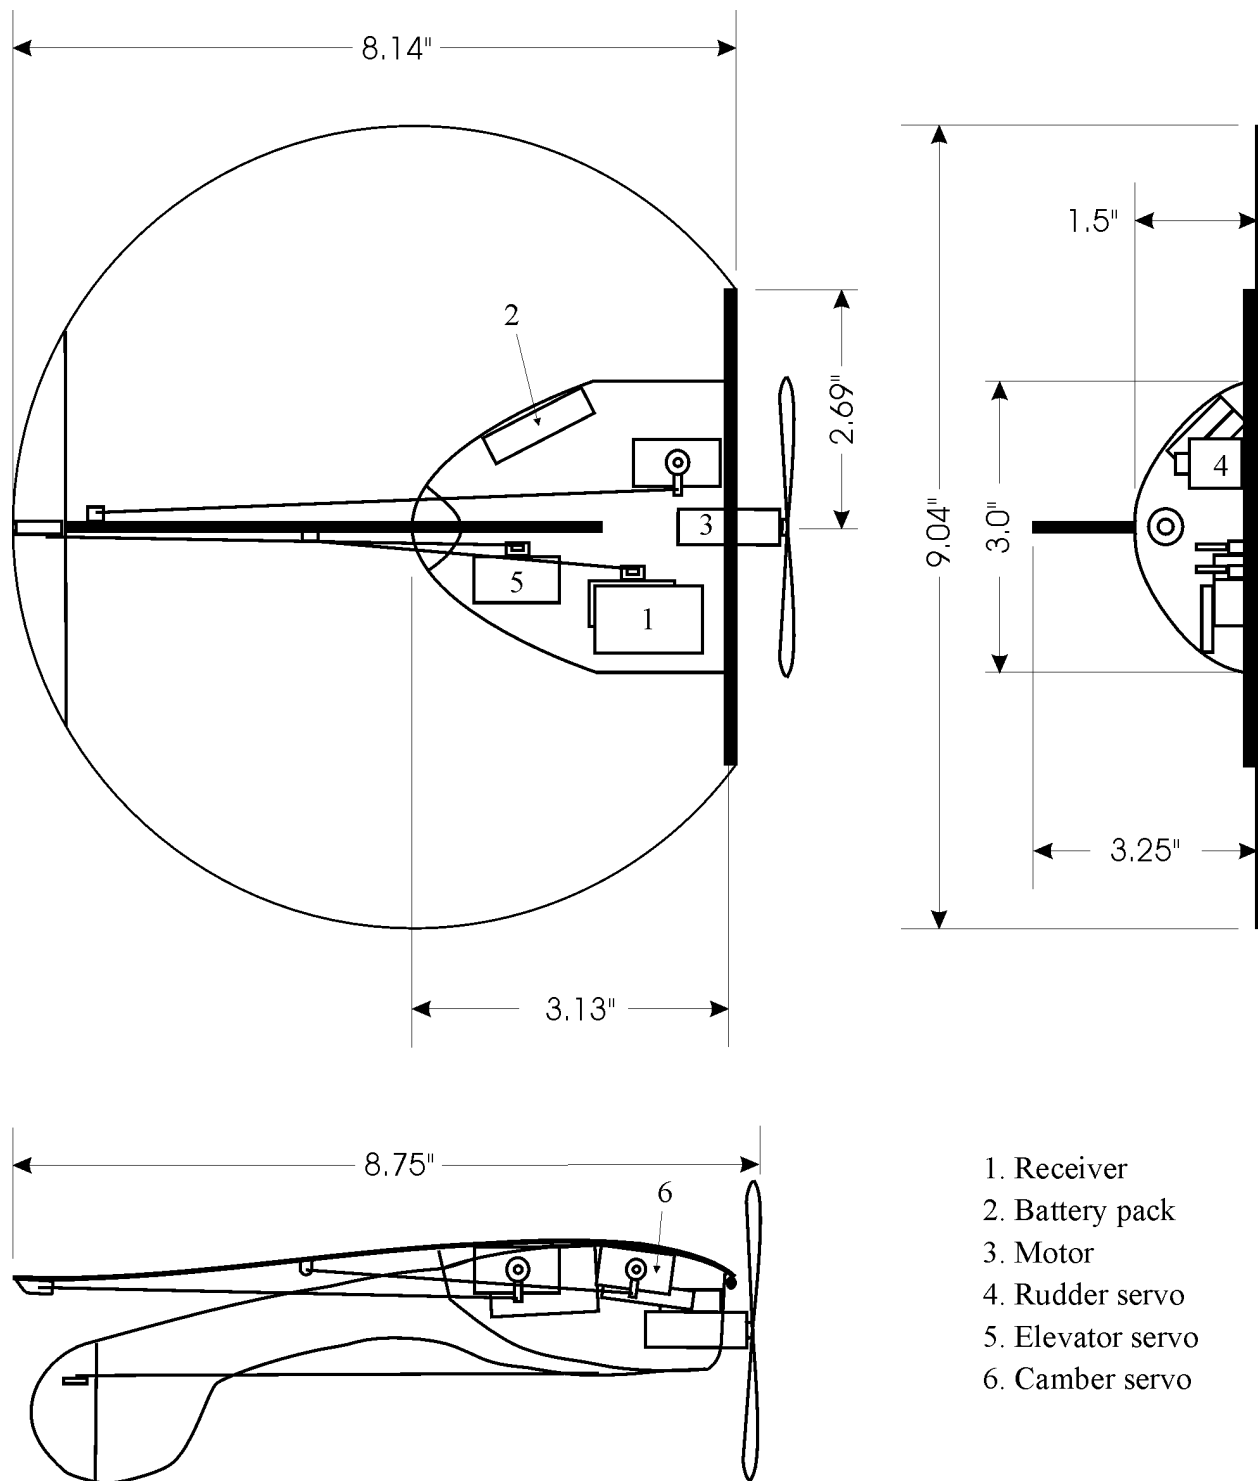 8.14"
1.5"
2
2.69"
4
3
9.04"
3.0"
5
1
3.25"
3.13"
8.75"
6
1. Receiver
2. Battery pack
3. Motor
4. Rudder servo
5. Elevator servo
6. Camber servo